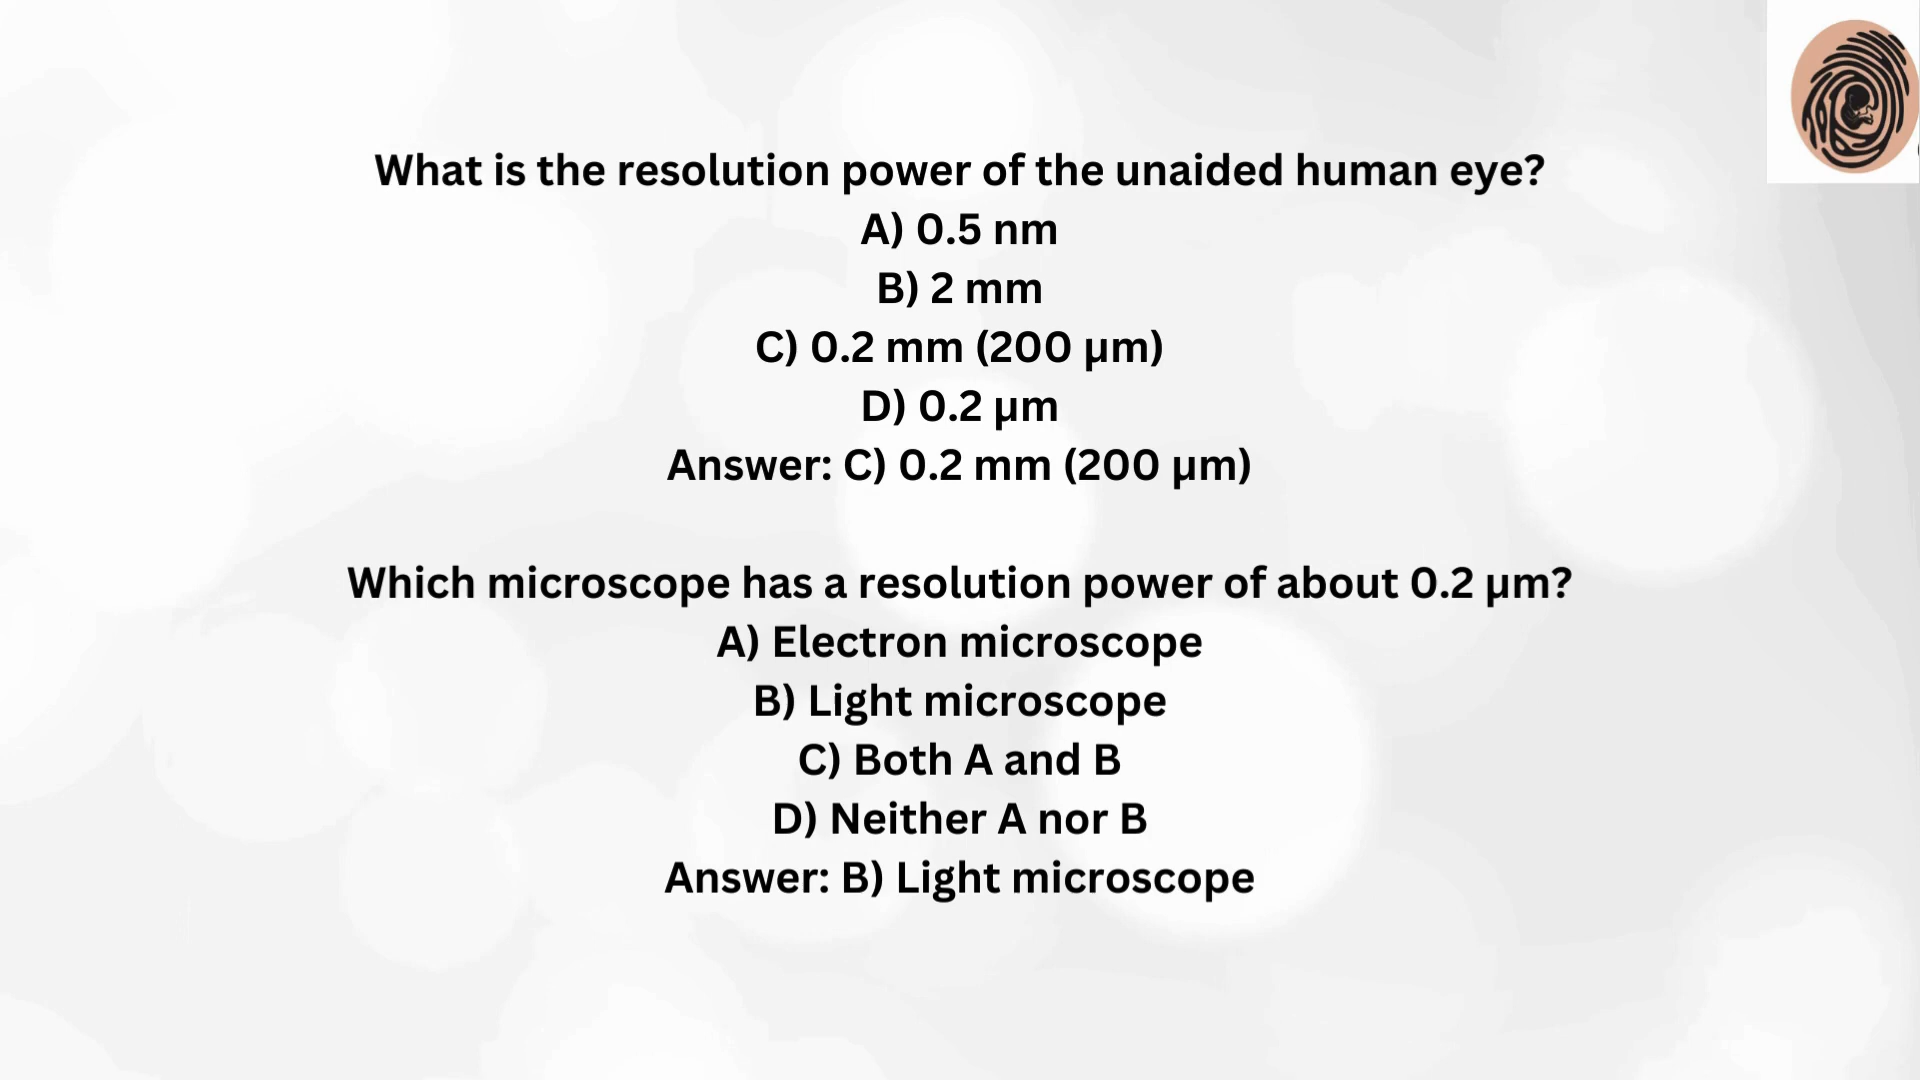 What is the resolution power of the unaided human eye?
A) 0.5 nm
B) 2 mm
C) 0.2 mm (200 µm)
D) 0.2 µm
Answer: C) 0.2 mm (200 µm)
Which microscope has a resolution power of about 0.2 µm?
A) Electron microscope
B) Light microscope
C) Both A and B
D) Neither A nor B
Answer: B) Light microscope